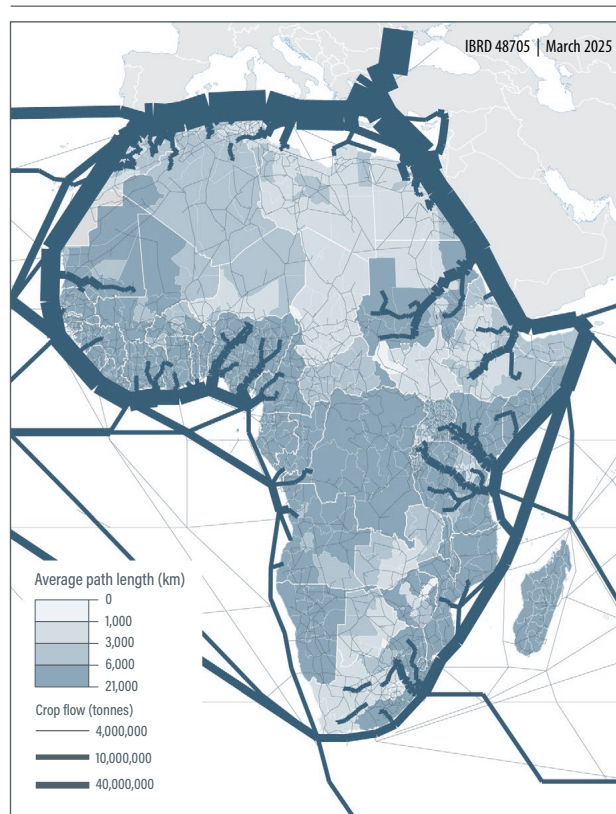 IBRD 48705 | March 2025
Average path length (km)
0
1,000
3,000
6,000
21,000
Crop flow (tonnes)
4,000,000
10,000,000
40,000,000